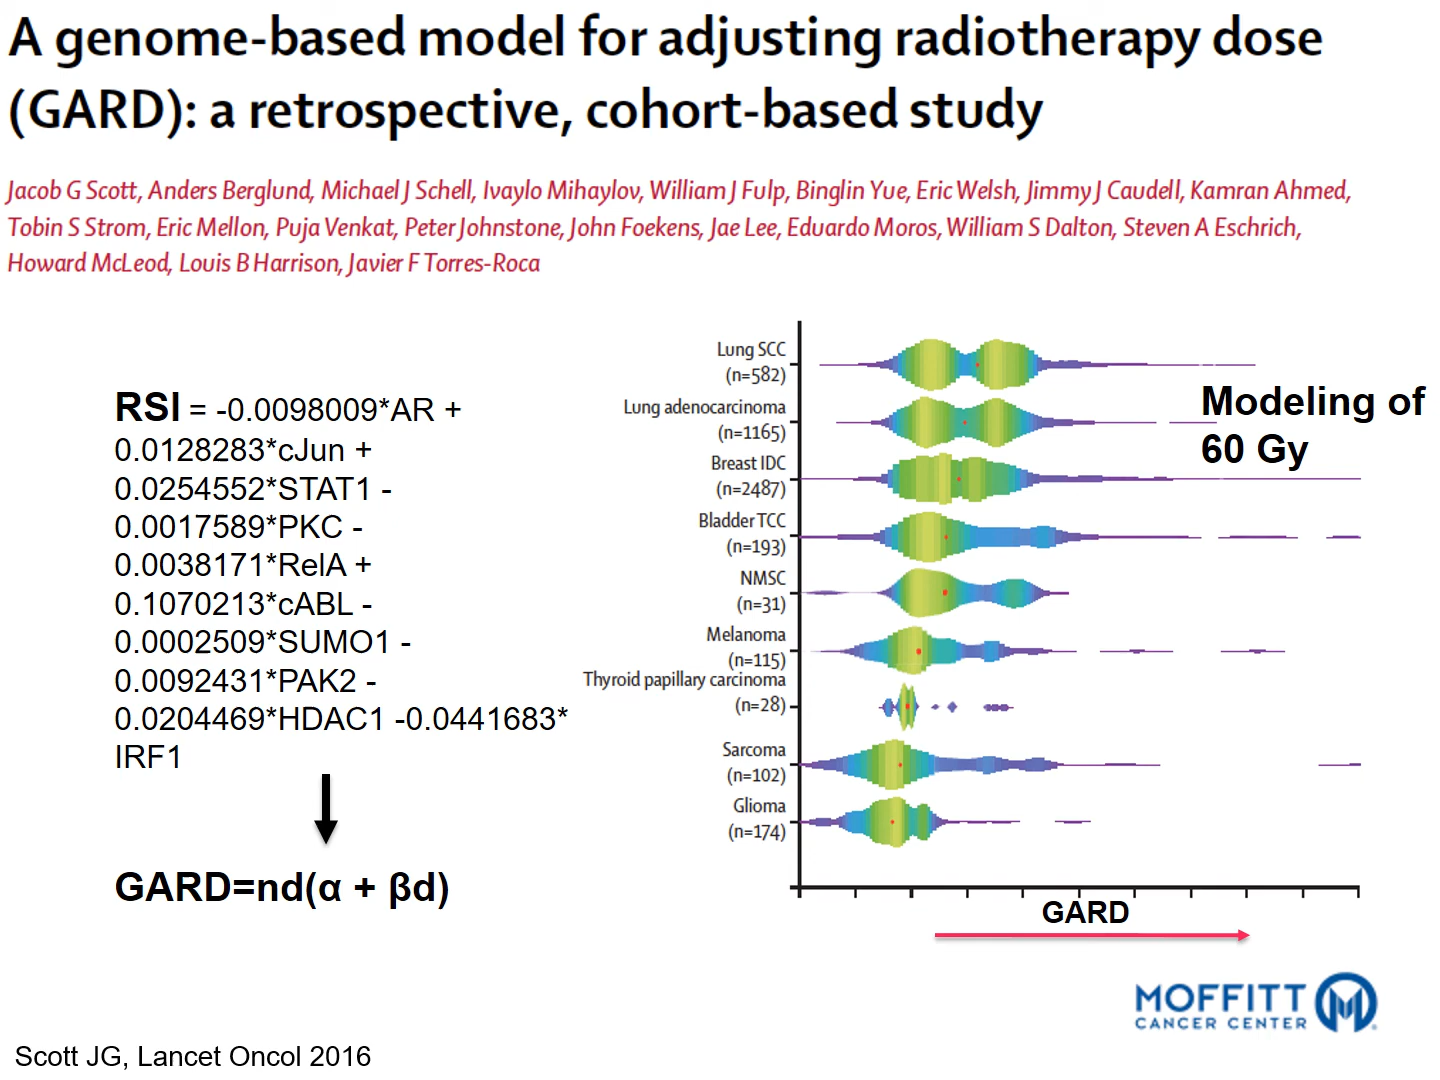 A genome-based model for adjusting radiotherapy dose
(GARD): a retrospective, cohort-based study
Jacob G Scott, Anders Berglund, Michael J Schell, Ivaylo Mihaylov, William J Fulp, Binglin Yue, Eric Welsh, Jimmy J Caudell, Kamran Ahmed,
Tobin S Strom, Eric Mellon, Puja Venkat, Peter Johnstone, John Foekens, Jae Lee, Eduardo Moros, William S Dalton, Steven A Eschrich,
Howard McLeod, Louis B Harrison, Javier F Torres-Roca
RSI = -0.0098009*AR +
0.0128283*cJun +
0.0254552*STAT1 -
0.0017589*PKC -
0.0038171*RelA +
0.1070213*cABL -
0.0002509*SUMO1 -
0.0092431*PAK2 -
0.0204469*HDAC1 -0.0441683*
IRF1
GARD=nd(α + βd)
Lung SCC
(n=582)
Lung adenocarcinoma
(n=1165)
Breast IDC
(n=2487)
Bladder TCC
(n=193)
NMSC
(n=31)
Melanoma
(n=115)
Thyroid papillary carcinoma
(n=28)
Sarcoma
(n=102)
Glioma
(n=174)
Modeling of
60 Gy
GARD
MOFFITT
CANCER CENTER
Scott JG, Lancet Oncol 2016